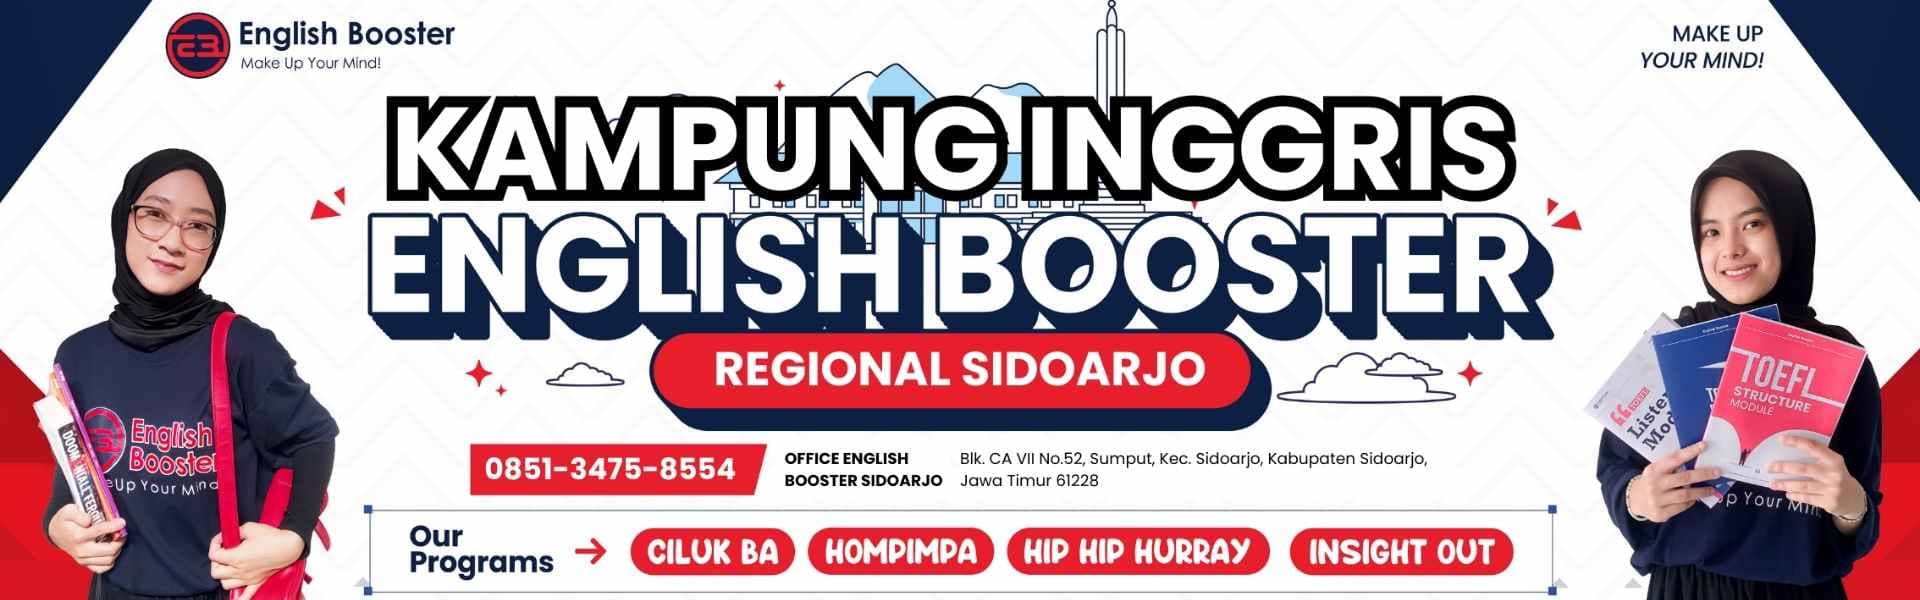 English Booster
Make Up Your Mind!
MAKE UP
YOUR MIND!
KAMPUNG INGGRIS
ENGLISH BOOSTER
REGIONAL SIDOARJO
0851-3475-8554
OFFICE ENGLISH
BOOSTER SIDOARJO
Blk. CA VII No.52, Sumput, Kec. Sidoarjo, Kabupaten Sidoarjo,
Jawa Timur 61228
Our
Programs
CILUK BA
HOMPIMPA
HIP HIP HURRAY
INSIGHT OUT
English
Booster
Up Your Mind
TOEFL
STRUCTURE
MODULE